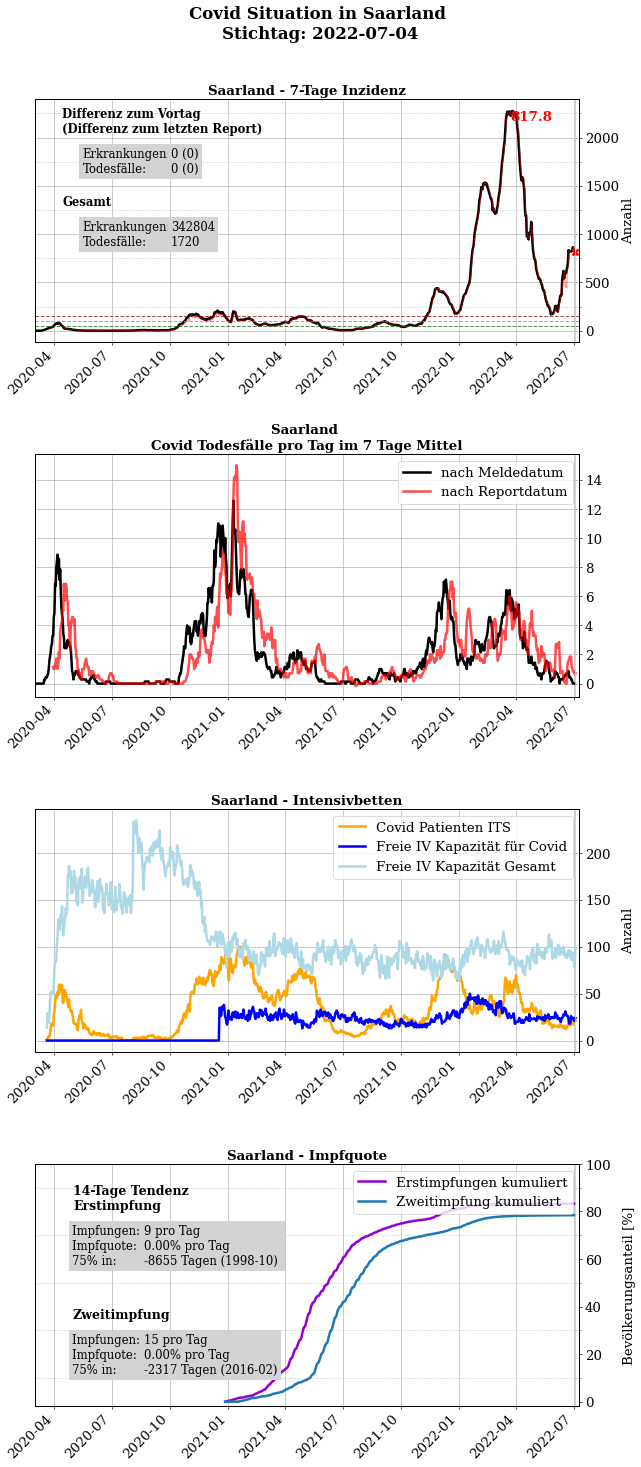 Covid Situation in Saarland
Stichtag: 2022-07-04
Saarland - 7-Tage Inzidenz
Differenz zum Vortag
(Differenz zum letzten Report)
Erkrankungen 0 (0)
Todesfälle: 0 (0)
Gesamt
Erkrankungen 342804
Todesfälle: 1720
817.8
2000
1500
1000
500
0
Anzahl
2020-04
2020-07
2020-10
2021-01
2021-04
2021-07
2021-10
2022-01
2022-04
2022-07
Saarland
Covid Todesfälle pro Tag im 7 Tage Mittel
nach Meldedatum
nach Reportdatum
14
12
10
8
6
4
2
0
2020-04
2020-07
2020-10
2021-01
2021-04
2021-07
2021-10
2022-01
2022-04
2022-07
Saarland - Intensivbetten
Covid Patienten ITS
Freie IV Kapazität für Covid
Freie IV Kapazität Gesamt
200
150
100
50
0
Anzahl
2020-04
2020-07
2020-10
2021-01
2021-04
2021-07
2021-10
2022-01
2022-04
2022-07
Saarland - Impfquote
14-Tage Tendenz
Erstimpfung
Impfungen: 9 pro Tag
Impfquote: 0.00% pro Tag
75% in: -8655 Tagen (1998-10)
Zweitimpfung
Impfungen: 15 pro Tag
Impfquote: 0.00% pro Tag
75% in: -2317 Tagen (2016-02)
Erstimpfungen kumuliert
Zweitimpfung kumuliert
100
80
60
40
20
0
Bevölkerungsanteil [%]
2020-04
2020-07
2020-10
2021-01
2021-04
2021-07
2021-10
2022-01
2022-04
2022-07